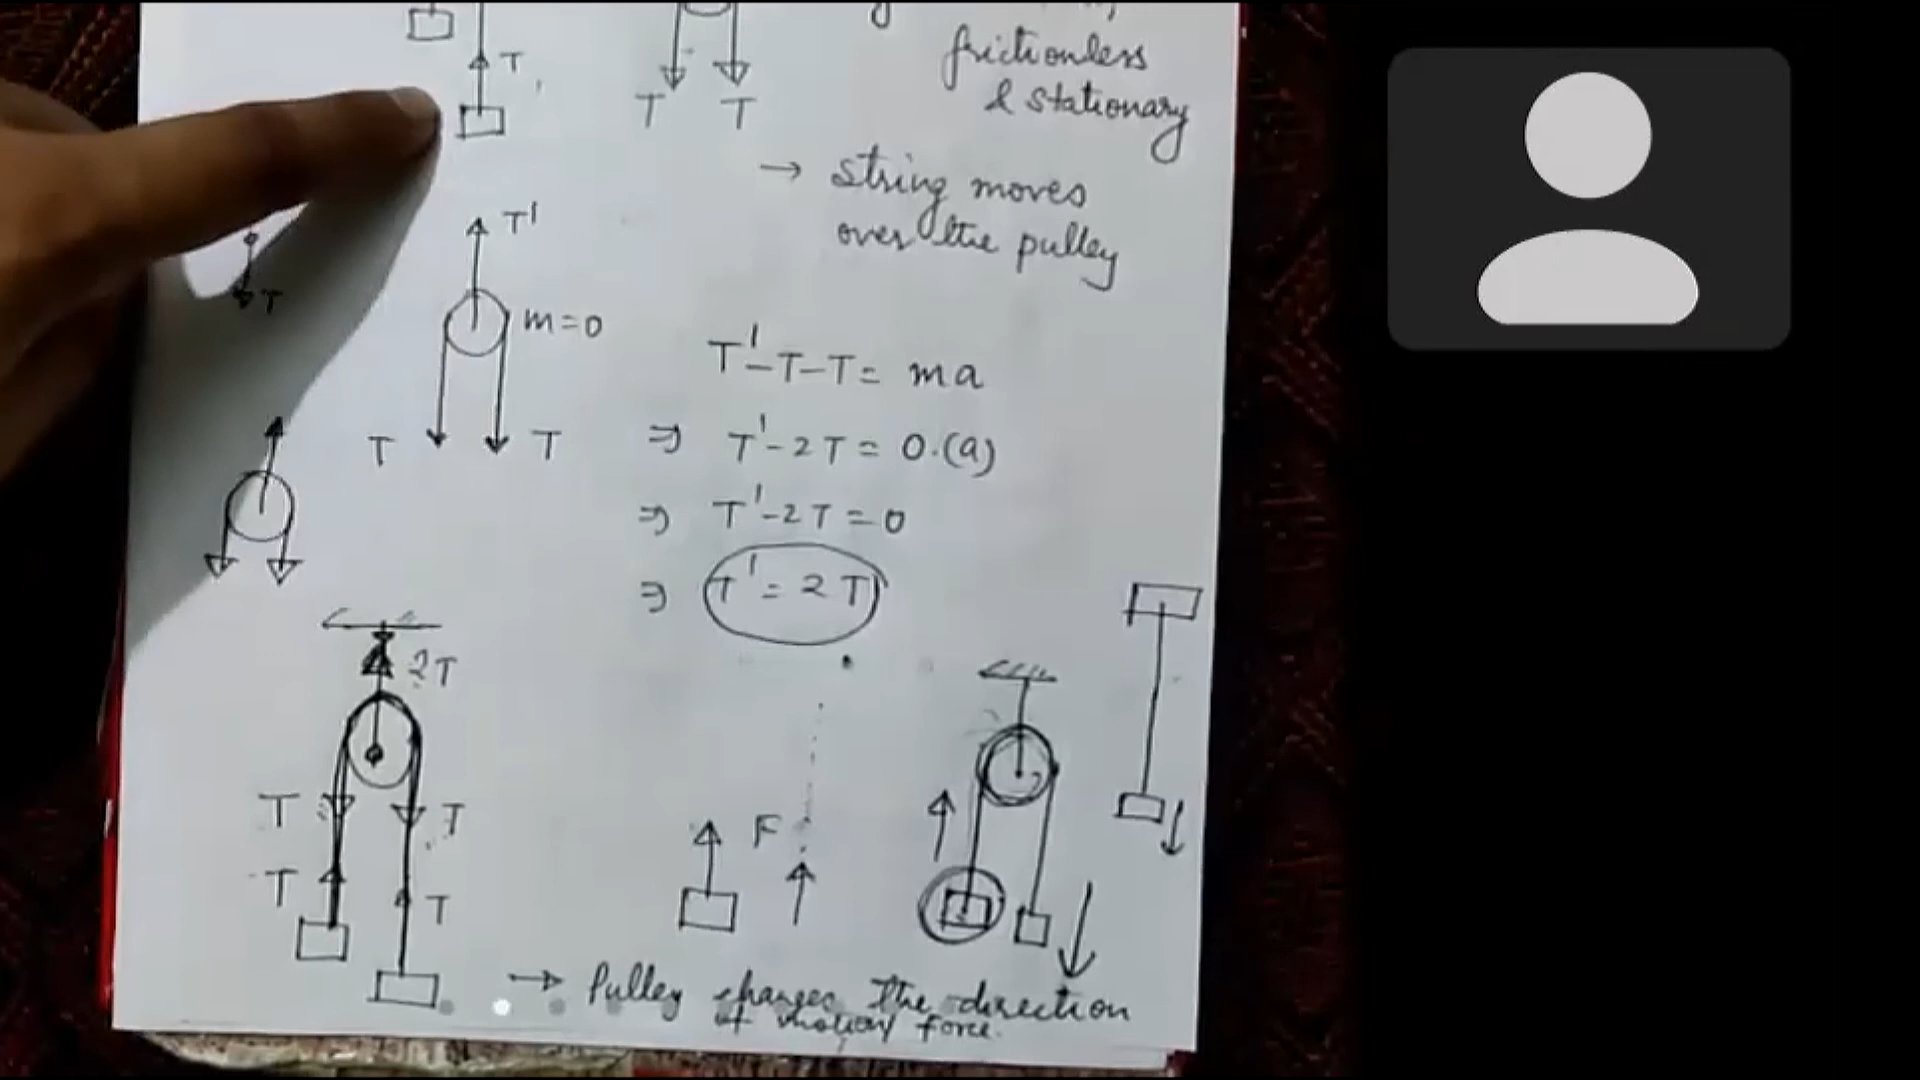 frictionless
& stationary
T
T T
→ string moves
over the pulley
T'
T
m=0
T'-T-T= ma
T T
⇒ T'-2T= 0.(a)
⇒ T'-2T=0
⇒ T'=2T
2T
T T
F
T T
→ Pulley changes the direction
of motion/ force.